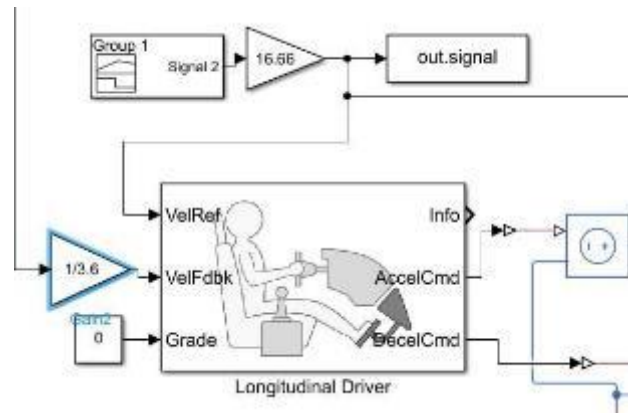 Group 1
Signal 2
16.66
out.signal
VelRef
Info
1/3.6
VelFdbk
AccelCmd
Gain2
0
Grade
DecelCmd
Longitudinal Driver